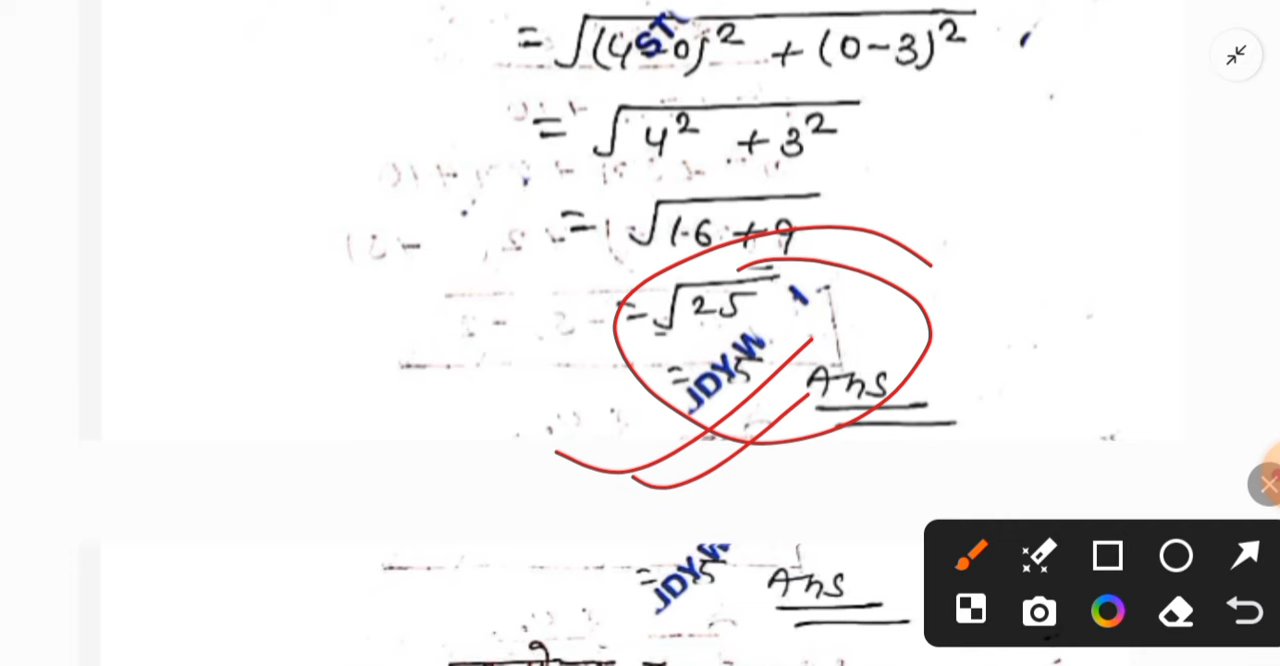 = √(4-0)² + (0-3)²
= √4² + 3²
= √16 + 9
= √25
= 5 Ans
= 5 Ans